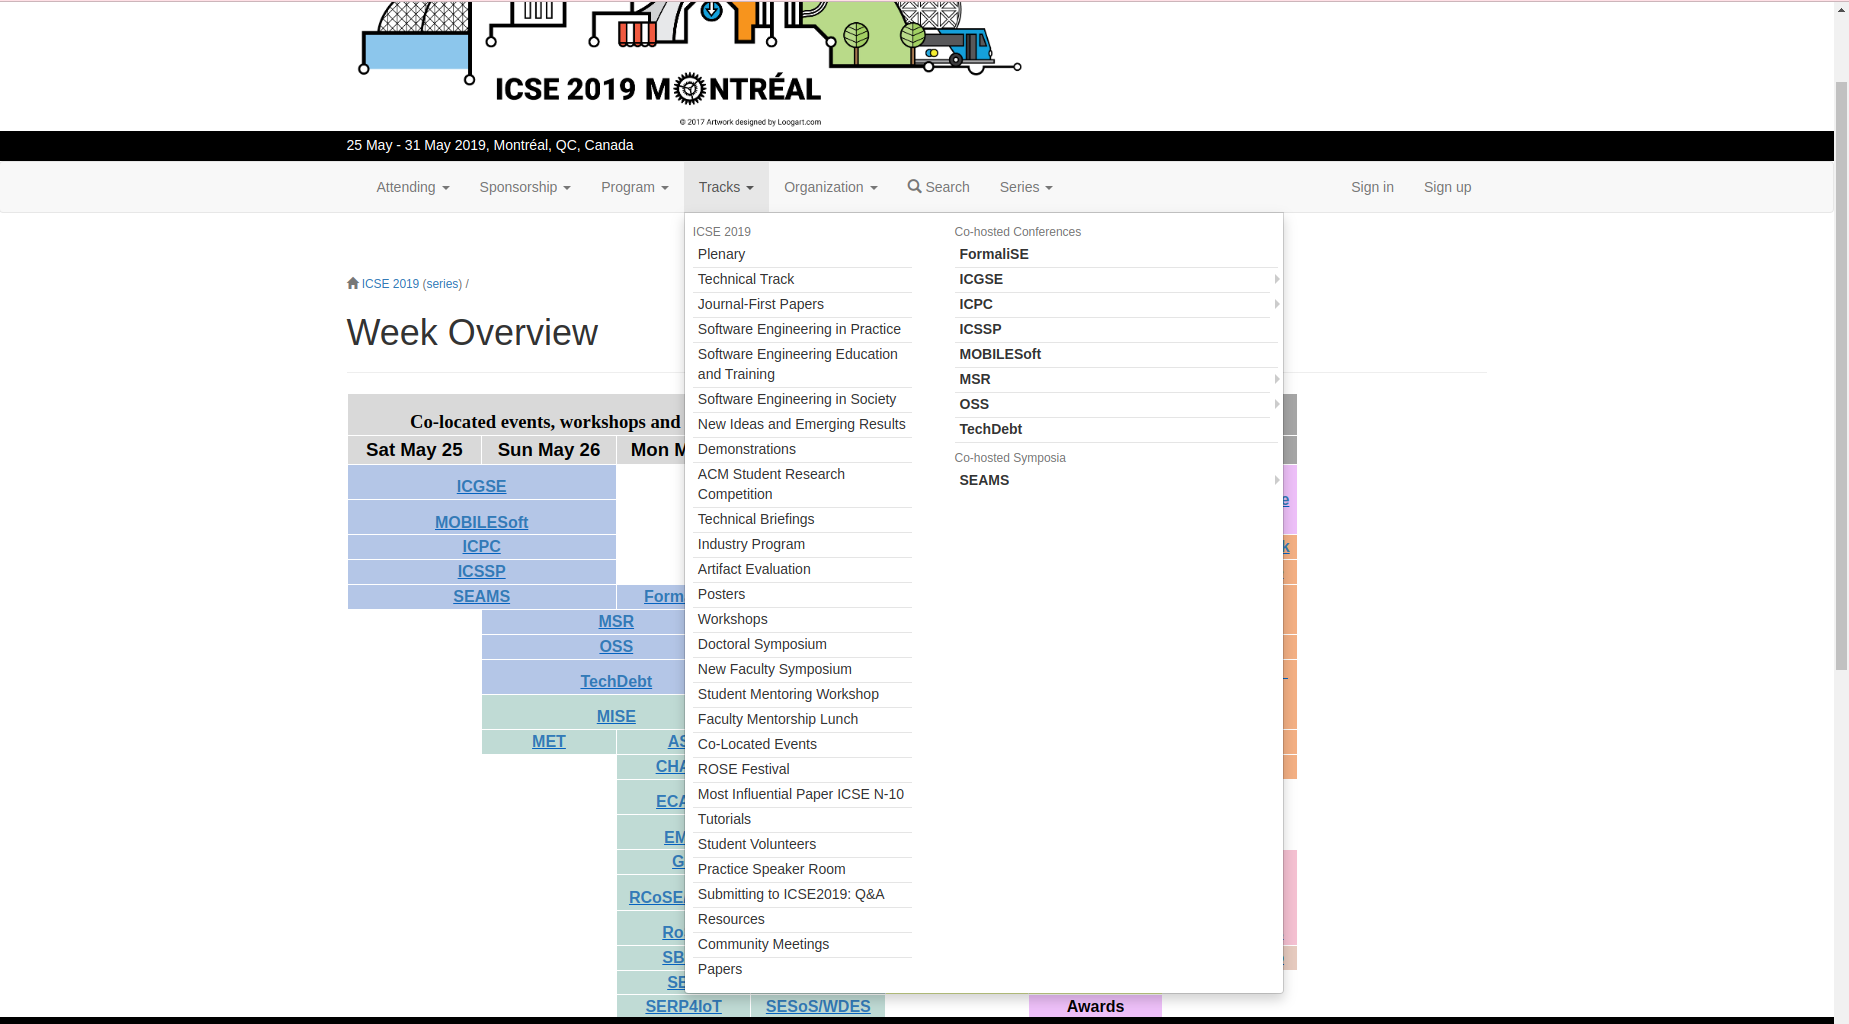 ICSE 2019 MONTRÉAL
© 2017 Artwork designed by Loogart.com
25 May - 31 May 2019, Montréal, QC, Canada
Attending Sponsorship Program Tracks Organization Search Series Sign in Sign up
ICSE 2019
Plenary
Technical Track
Journal-First Papers
Software Engineering in Practice
Software Engineering Education
and Training
Software Engineering in Society
New Ideas and Emerging Results
Demonstrations
ACM Student Research
Competition
Technical Briefings
Industry Program
Artifact Evaluation
Posters
Workshops
Doctoral Symposium
New Faculty Symposium
Student Mentoring Workshop
Faculty Mentorship Lunch
Co-Located Events
ROSE Festival
Most Influential Paper ICSE N-10
Tutorials
Student Volunteers
Practice Speaker Room
Submitting to ICSE2019: Q&A
Resources
Community Meetings
Papers
Co-hosted Conferences
FormaliSE
ICGSE
ICPC
ICSSP
MOBILESoft
MSR
OSS
TechDebt
Co-hosted Symposia
SEAMS
ICSE 2019 (series) /
Week Overview
Co-located events, workshops and
Sat May 25 Sun May 26 Mon M
ICGSE
MOBILESoft
ICPC
ICSSP
SEAMS Form
MSR
OSS
TechDebt
MISE
MET AS
CHA
ECA
EM
G
RCoSE
Ro
SB
SE
SERP4IoT SESoS/WDES Awards